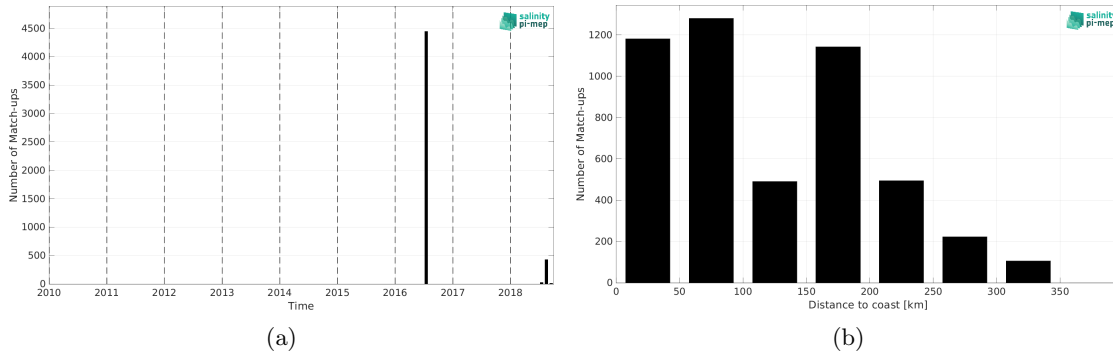 salinity
pi-mep
4500
4000
3500
3000
2500
2000
1500
1000
500
0
Number of Match-ups
2010 2011 2012 2013 2014 2015 2016 2017 2018
Time
(a)
salinity
pi-mep
1200
1000
800
600
400
200
0
Number of Match-ups
0 50 100 150 200 250 300 350
Distance to coast [km]
(b)